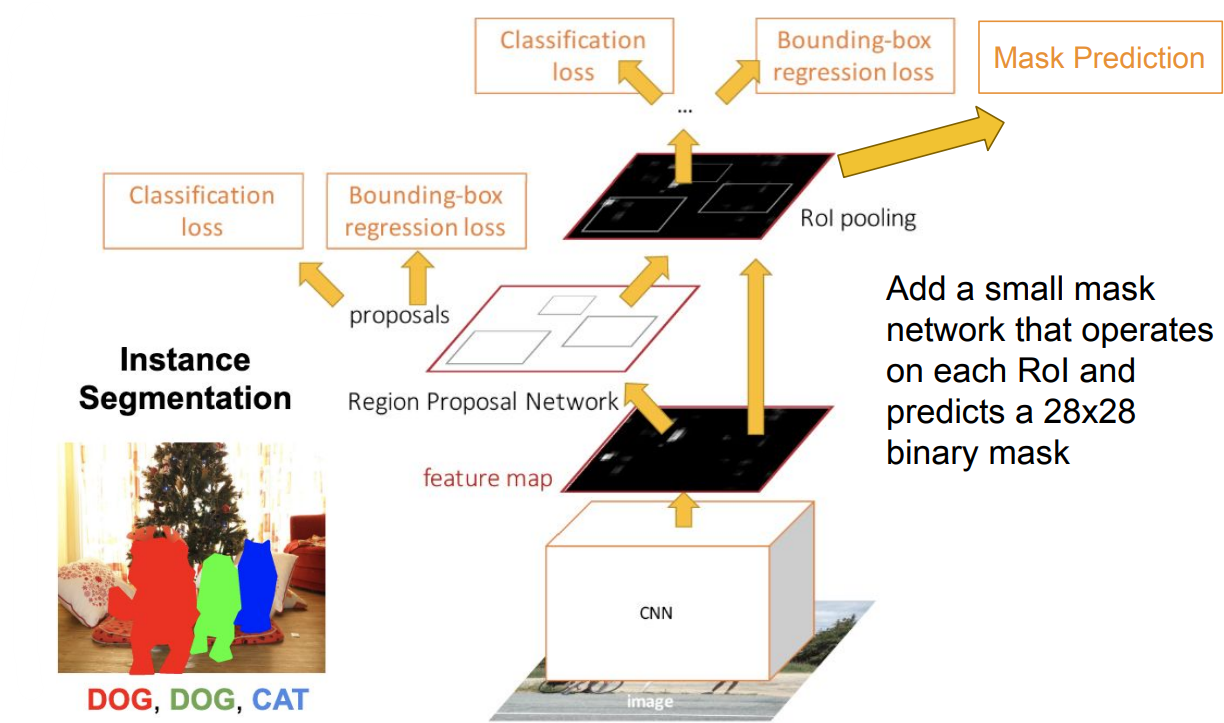 Classification
loss
Bounding-box
regression loss
Mask Prediction
...
Classification
loss
Bounding-box
regression loss
RoI pooling
proposals
Add a small mask
network that operates
on each RoI and
predicts a 28x28
binary mask
Instance
Segmentation
Region Proposal Network
feature map
CNN
image
DOG, DOG, CAT